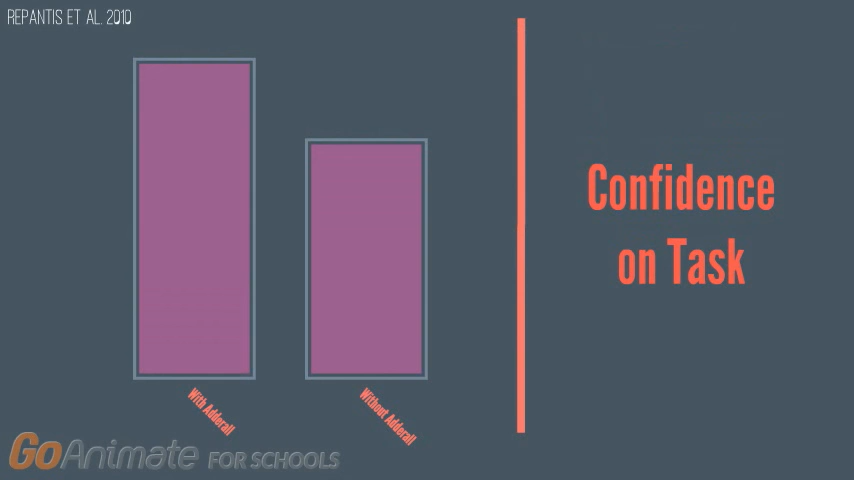 REPANTIS ET AL. 2010
Confidence
on Task
With Adderall
Without Adderall
GoAnimate FOR SCHOOLS